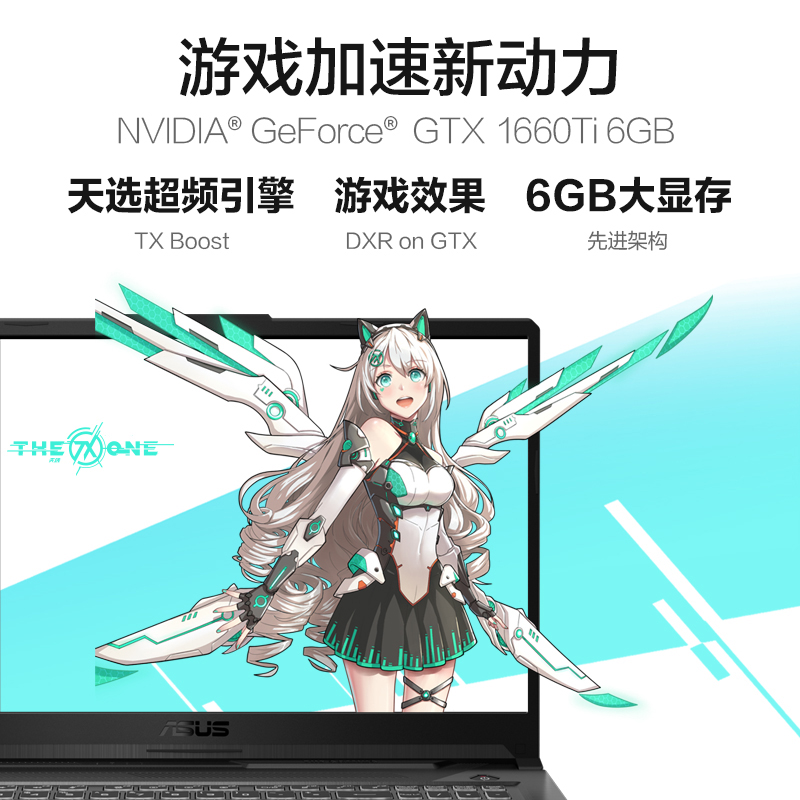 游戏加速新动力
NVIDIA® GeForce® GTX 1660Ti 6GB
天选超频引擎 游戏效果 6GB大显存
TX Boost DXR on GTX 先进架构
THE TX ONE
天选
ASUS